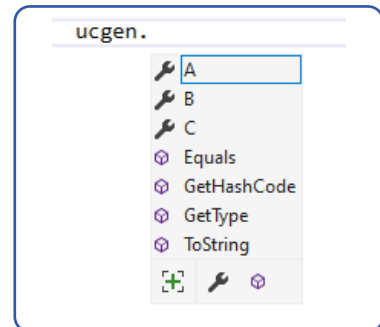 ucgen.
A
B
C
Equals
GetHashCode
GetType
ToString